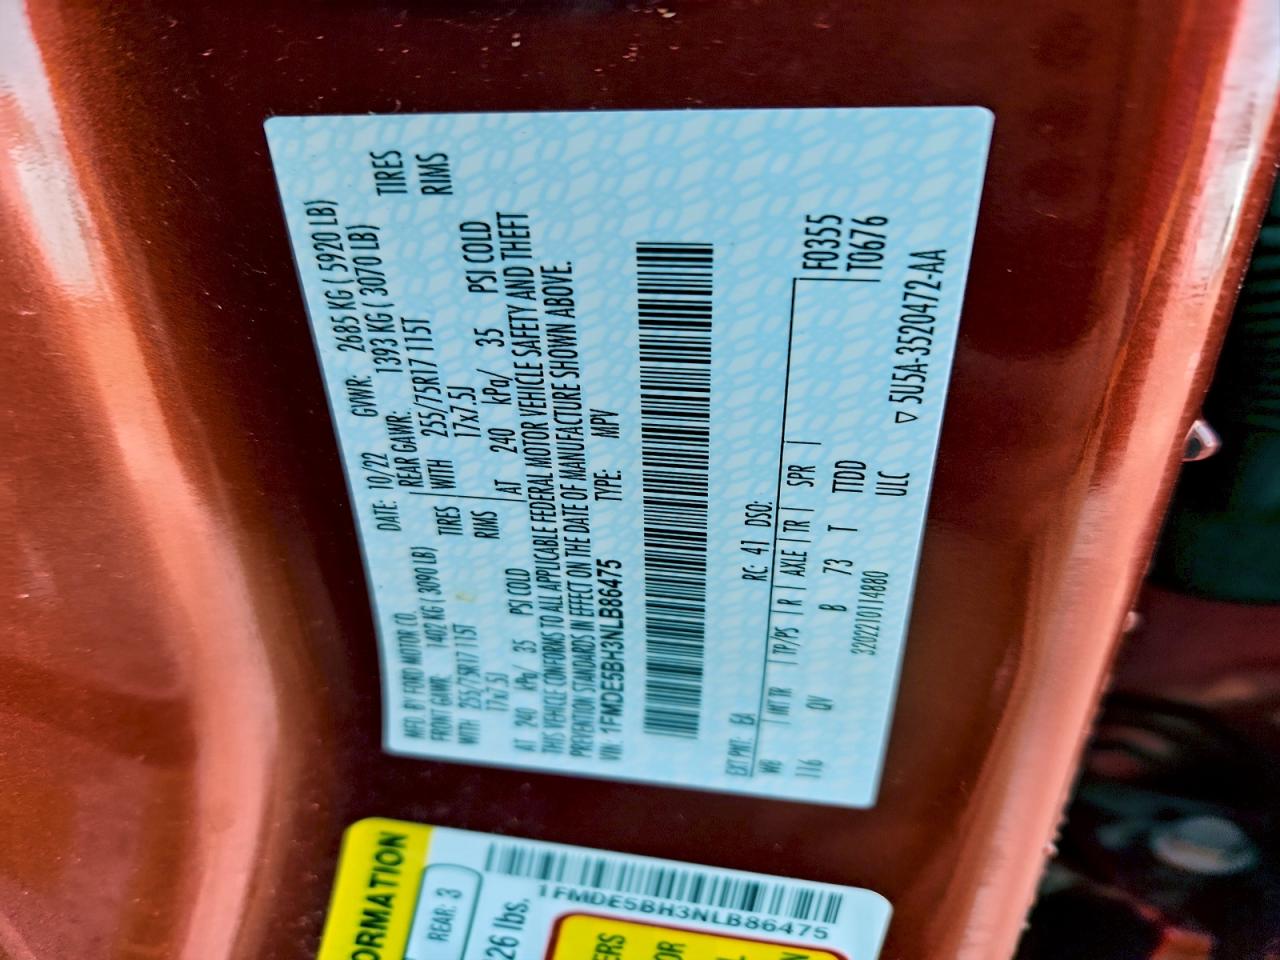 MFD. BY FORD MOTOR CO.
DATE: 10/22 GVWR: 2685 KG ( 5920 LB)
FRONT GAWR: 1402 KG ( 3090 LB)
REAR GAWR: 1393 KG ( 3070 LB)
WITH 255/75R17 115T TIRES
WITH 255/75R17 115T TIRES
17x7.5J RIMS
17x7.5J RIMS
AT 240 kPa/ 35 PSI COLD
AT 240 kPa/ 35 PSI COLD
THIS VEHICLE CONFORMS TO ALL APPLICABLE FEDERAL MOTOR VEHICLE SAFETY AND THEFT
PREVENTION STANDARDS IN EFFECT ON THE DATE OF MANUFACTURE SHOWN ABOVE.
VIN: 1FMDE5BH3NLB86475 TYPE: MPV
EXT PNT: RC: 41 DSO:
WB INT TR TP/PS R AXLE TR SPR F0355
116 QV B 73 T TDD T0676
3202210114880 ULC
▽ 5U5A-3520472-AA
ORMATION
REAR: 3
26 lbs.
1FMDE5BH3NLB86475
ERS
OR